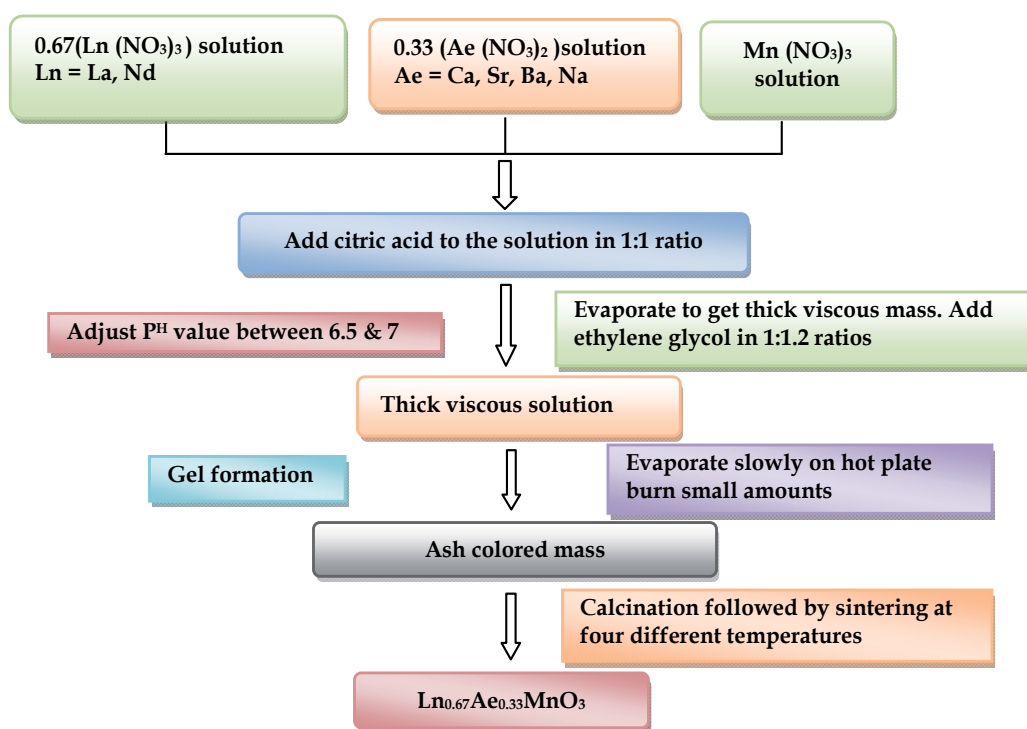 0.67(Ln (NO₃)₃ ) solution
Ln = La, Nd
0.33 (Ae (NO₃)₂ )solution
Ae = Ca, Sr, Ba, Na
Mn (NO₃)₃
solution
Add citric acid to the solution in 1:1 ratio
Adjust Pᴴ value between 6.5 & 7
Evaporate to get thick viscous mass. Add
ethylene glycol in 1:1.2 ratios
Thick viscous solution
Gel formation
Evaporate slowly on hot plate
burn small amounts
Ash colored mass
Calcination followed by sintering at
four different temperatures
Ln₀.₆₇Ae₀.₃₃MnO₃